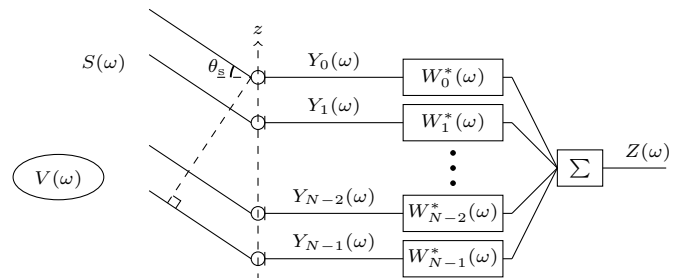 z
S(ω)
θ_s
Y_0(ω)
W_0^*(ω)
Y_1(ω)
W_1^*(ω)
V(ω)
Σ
Z(ω)
Y_{N−2}(ω)
W_{N−2}^*(ω)
Y_{N−1}(ω)
W_{N−1}^*(ω)